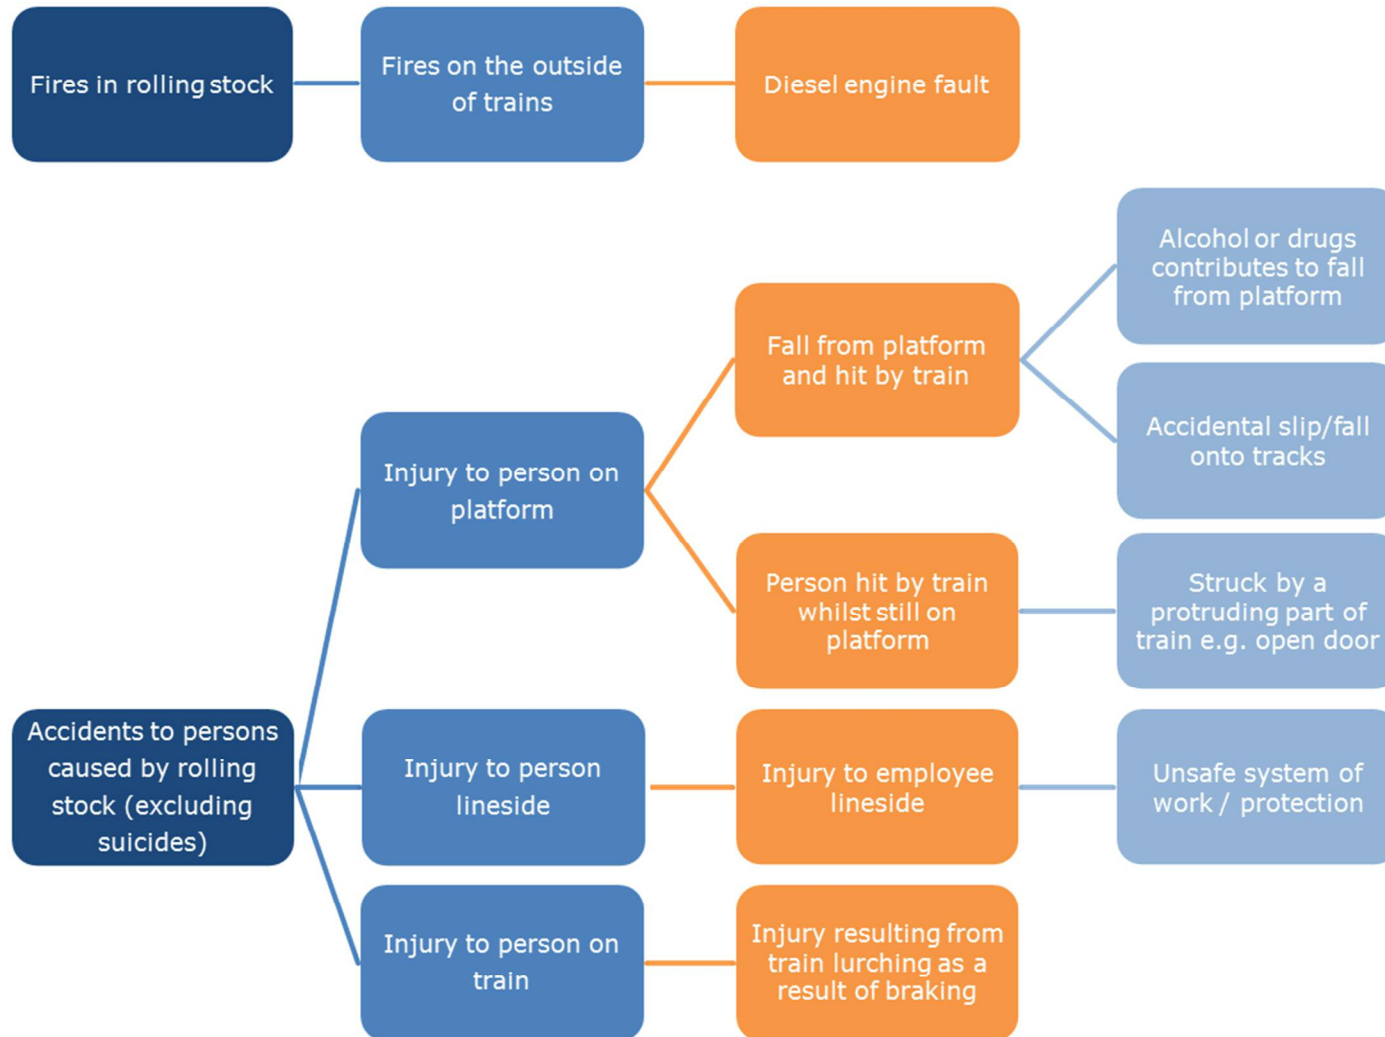 Fires in rolling stock
Fires on the outside
of trains
Diesel engine fault
Alcohol or drugs
contributes to fall
from platform
Fall from platform
and hit by train
Accidental slip/fall
onto tracks
Injury to person on
platform
Person hit by train
whilst still on
platform
Struck by a
protruding part of
train e.g. open door
Accidents to persons
caused by rolling
stock (excluding
suicides)
Injury to person
lineside
Injury to employee
lineside
Unsafe system of
work / protection
Injury to person on
train
Injury resulting from
train lurching as a
result of braking